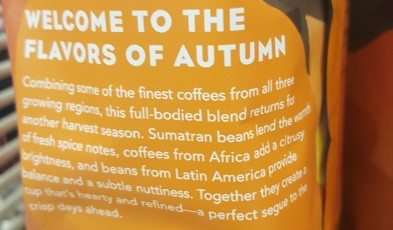 WELCOME TO THE
FLAVORS OF AUTUMN
Combining some of the finest coffees from all three
growing regions, this full-bodied blend returns for
another harvest season. Sumatran beans lend the warmth
of fresh spice notes, coffees from Africa add a citrusy
brightness, and beans from Latin America provide
balance and a subtle nuttiness. Together they create a
cup that's hearty and refined—a perfect segue to the
crisp days ahead.